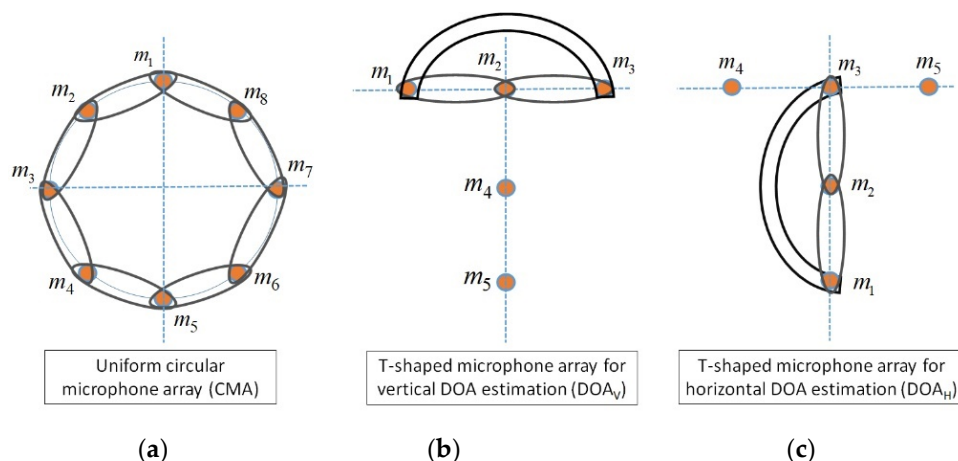 m1
m2
m8
m3
m7
m4
m6
m5
Uniform circular
microphone array (CMA)
(a)
m1
m2
m3
m4
m5
T-shaped microphone array for
vertical DOA estimation (DOAV)
(b)
m4
m3
m5
m2
m1
T-shaped microphone array for
horizontal DOA estimation (DOAH)
(c)